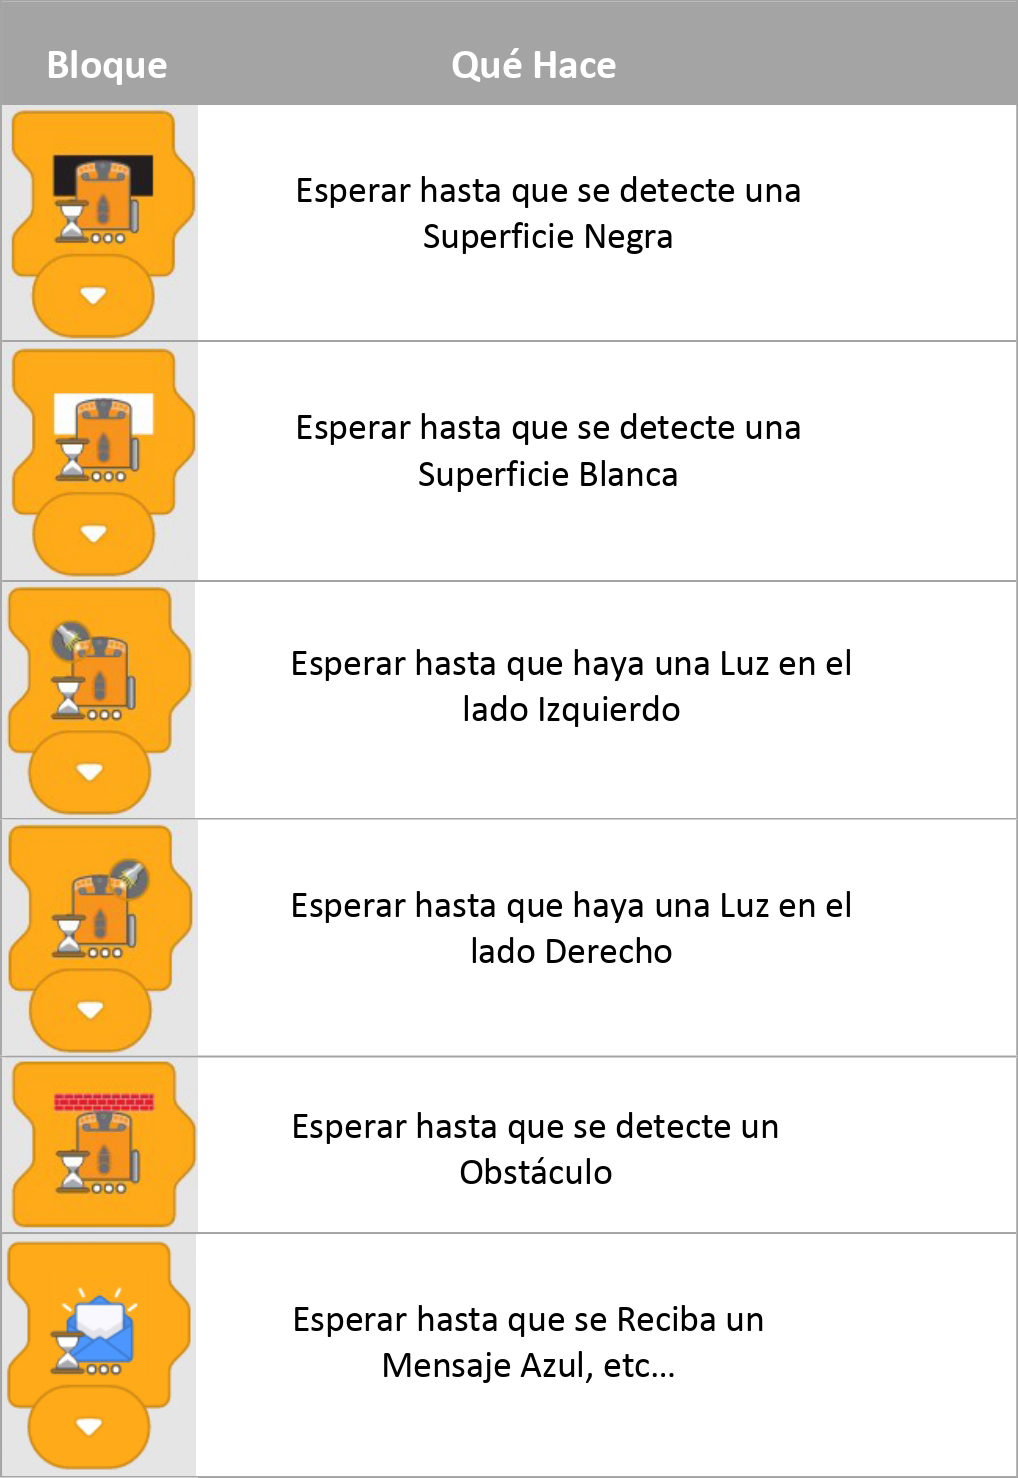 Bloque Qué Hace
Esperar hasta que se detecte una
Superficie Negra
Esperar hasta que se detecte una
Superficie Blanca
Esperar hasta que haya una Luz en el
lado Izquierdo
Esperar hasta que haya una Luz en el
lado Derecho
Esperar hasta que se detecte un
Obstáculo
Esperar hasta que se Reciba un
Mensaje Azul, etc...